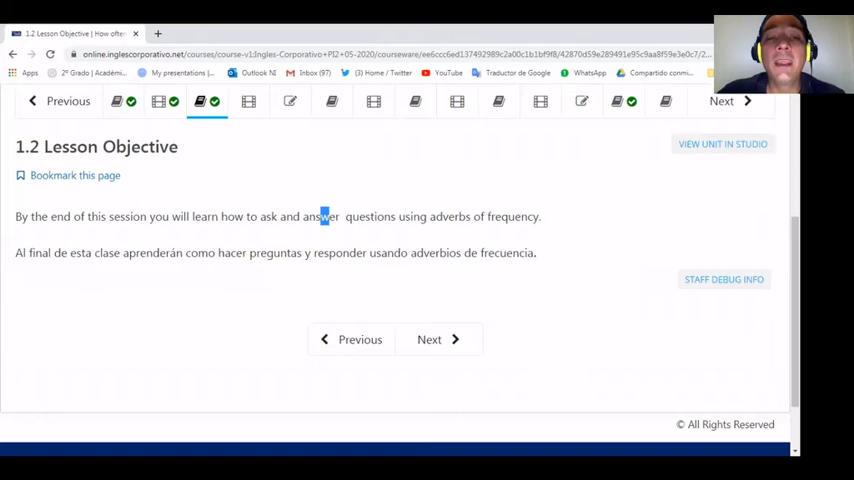 1.2 Lesson Objective | How often
online.inglescorporativo.net/courses/course-v1:Ingles-Corporativo+PI2+05-2020/courseware/ee6ccc6ed137492989c2a00c1b1bf9f8/42870d59e289491e95c9aa8f59e3e0c7/2...
Apps 2º Grado | Académi... My presentations |... Outlook NI Inbox (97) (3) Home / Twitter YouTube Traductor de Google WhatsApp Compartido conmi...
Previous Next
1.2 Lesson Objective
VIEW UNIT IN STUDIO
Bookmark this page
By the end of this session you will learn how to ask and answer questions using adverbs of frequency.
Al final de esta clase aprenderán como hacer preguntas y responder usando adverbios de frecuencia.
STAFF DEBUG INFO
Previous Next
© All Rights Reserved